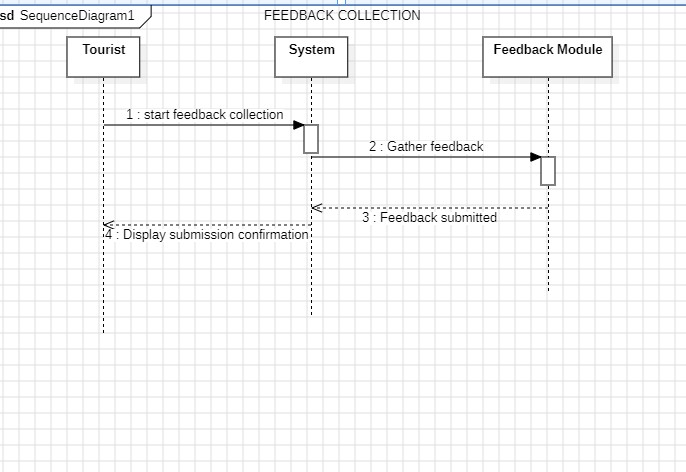 sd SequenceDiagram1
FEEDBACK COLLECTION
Tourist
System
Feedback Module
1 : start feedback collection
2 : Gather feedback
3 : Feedback submitted
4 : Display submission confirmation